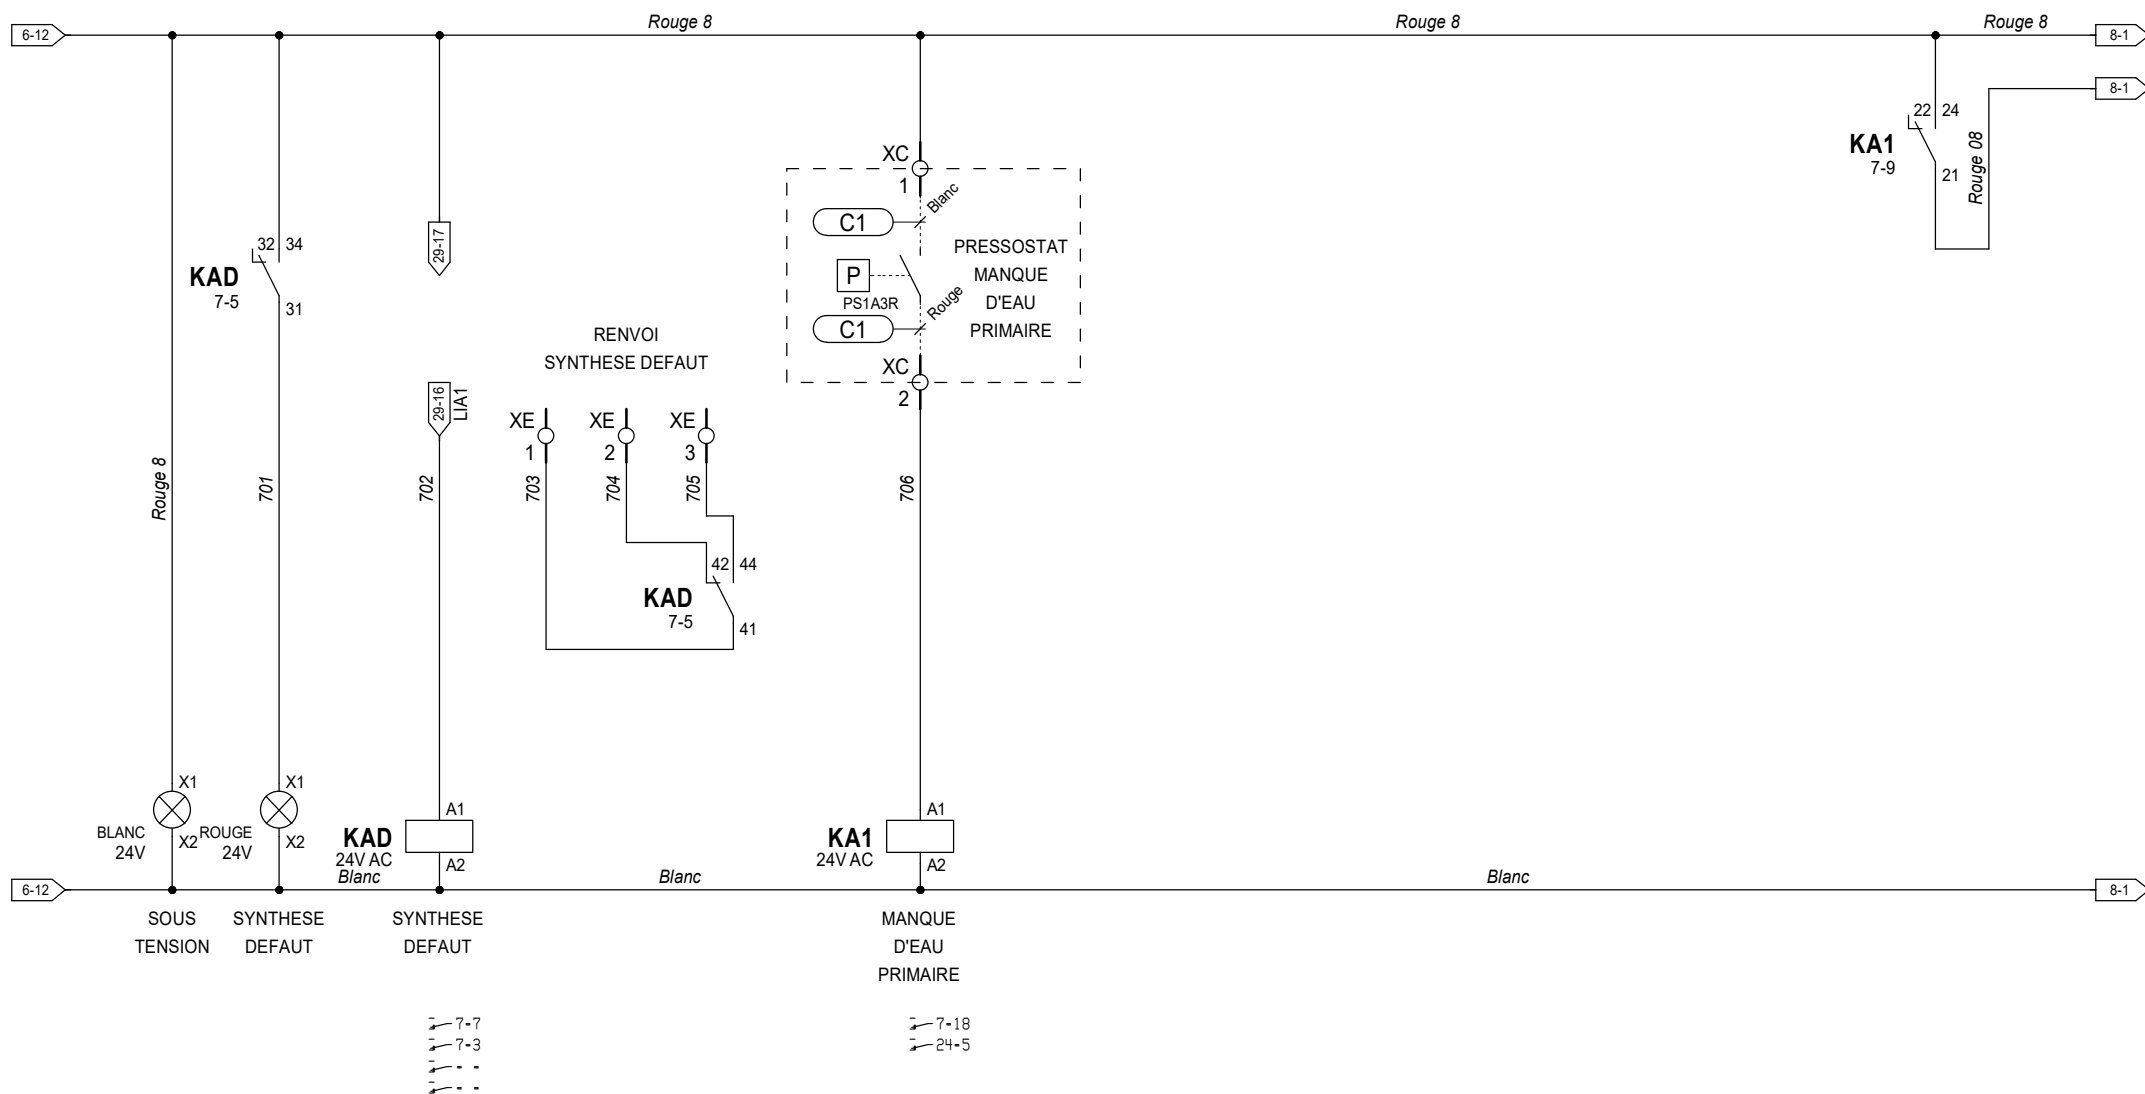 6-12
Rouge 8
Rouge 8
Rouge 8
8-1
8-1
22 24
KA1
7-9
21
Rouge 08
XC
1
Blanc
C1
PRESSOSTAT
MANQUE
D'EAU
PRIMAIRE
P
PS1A3R
Rouge
C1
XC
2
32 34
KAD
7-5
31
29-17
29-16
LIA1
RENVOI
SYNTHESE DEFAUT
XE
1
XE
2
XE
3
Rouge 8
701
702
703
704
705
706
42 44
KAD
7-5
41
X1
BLANC
24V
X2
X1
ROUGE
24V
X2
A1
KAD
24V AC
A2
A1
KA1
24V AC
A2
6-12
Blanc
Blanc
Blanc
8-1
SOUS
TENSION
SYNTHESE
DEFAUT
SYNTHESE
DEFAUT
MANQUE
D'EAU
PRIMAIRE
7-7
7-3
- -
- -
7-18
24-5